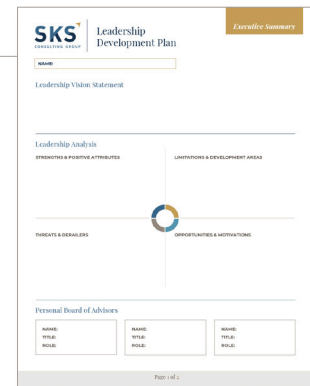 Executive Summary
SKS
CONSULTING GROUP
Leadership
Development Plan
NAME:
Leadership Vision Statement
Leadership Analysis
STRENGTHS & POSITIVE ATTRIBUTES
LIMITATIONS & DEVELOPMENT AREAS
THREATS & DERAILERS
OPPORTUNITIES & MOTIVATIONS
Personal Board of Advisors
NAME:
TITLE:
ROLE:
NAME:
TITLE:
ROLE:
NAME:
TITLE:
ROLE:
Page 1 of 2